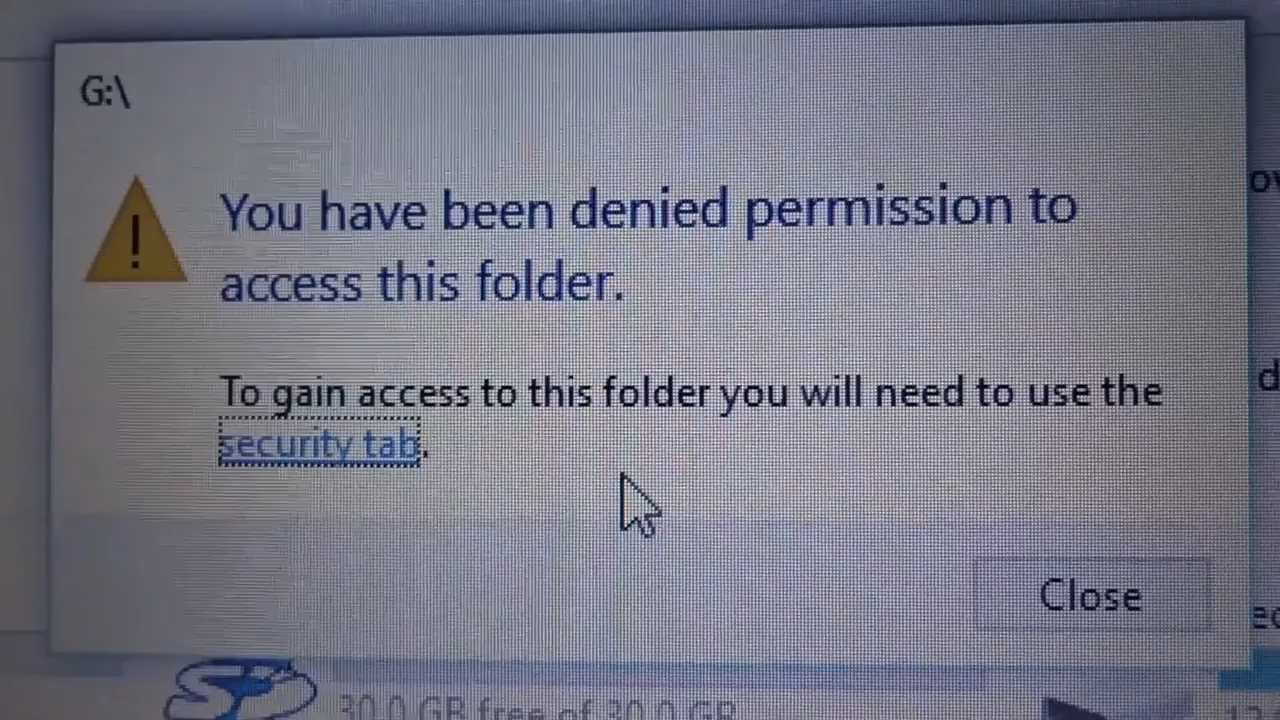 G:\
You have been denied permission to
access this folder.
To gain access to this folder you will need to use the
security tab.
Close
30.0 GB free of 30.0 GB